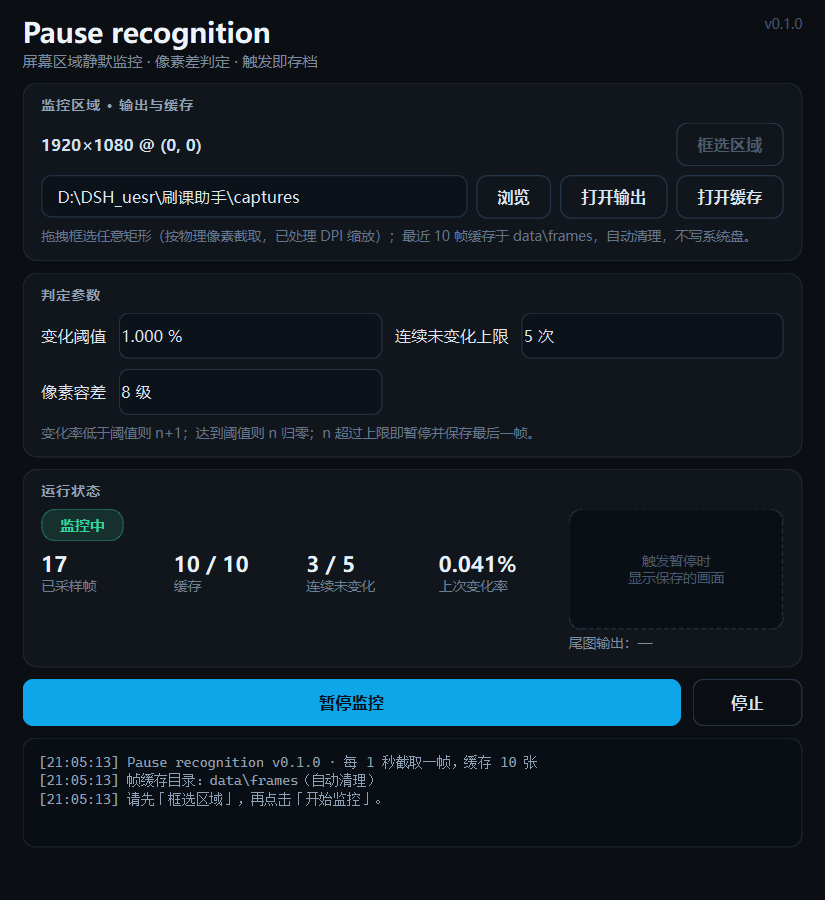 Pause recognition
v0.1.0
屏幕区域静默监控 · 像素差判定 · 触发即存档
监控区域 • 输出与缓存
1920×1080 @ (0, 0)
框选区域
D:\DSH_uesr\刷课助手\captures
浏览
打开输出
打开缓存
拖拽框选任意矩形（按物理像素截取，已处理 DPI 缩放）；最近 10 帧缓存于 data\frames，自动清理，不写系统盘。
判定参数
变化阈值
1.000 %
连续未变化上限
5 次
像素容差
8 级
变化率低于阈值则 n+1；达到阈值则 n 归零；n 超过上限即暂停并保存最后一帧。
运行状态
监控中
17
10 / 10
3 / 5
0.041%
已采样帧
缓存
连续未变化
上次变化率
触发暂停时
显示保存的画面
尾图输出：—
暂停监控
停止
[21:05:13] Pause recognition v0.1.0 · 每 1 秒截取一帧，缓存 10 张
[21:05:13] 帧缓存目录：data\frames（自动清理）
[21:05:13] 请先「框选区域」，再点击「开始监控」。